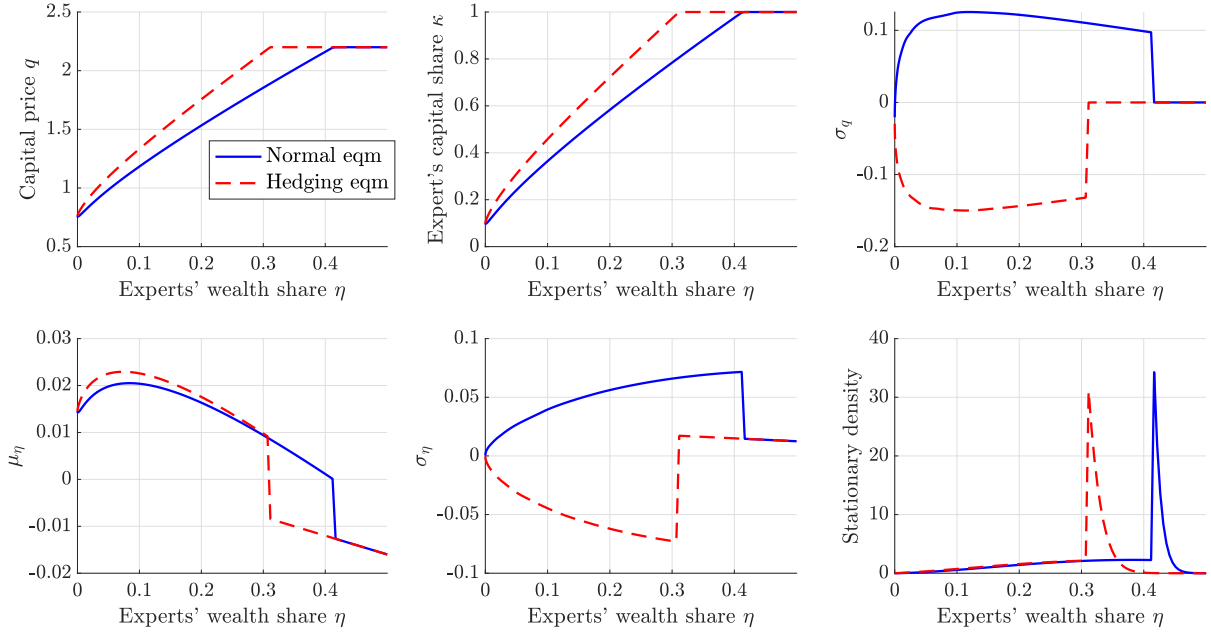 2.5
2
1.5
1
0.5
Capital price q
0 0.1 0.2 0.3 0.4
Experts' wealth share η
Normal eqm
Hedging eqm
1
0.8
0.6
0.4
0.2
0
Expert's capital share κ
0 0.1 0.2 0.3 0.4
Experts' wealth share η
0.1
0
-0.1
-0.2
σq
0 0.1 0.2 0.3 0.4
Experts' wealth share η
0.03
0.02
0.01
0
-0.01
-0.02
μη
0 0.1 0.2 0.3 0.4
Experts' wealth share η
0.1
0.05
0
-0.05
-0.1
ση
0 0.1 0.2 0.3 0.4
Experts' wealth share η
40
30
20
10
0
Stationary density
0 0.1 0.2 0.3 0.4
Experts' wealth share η